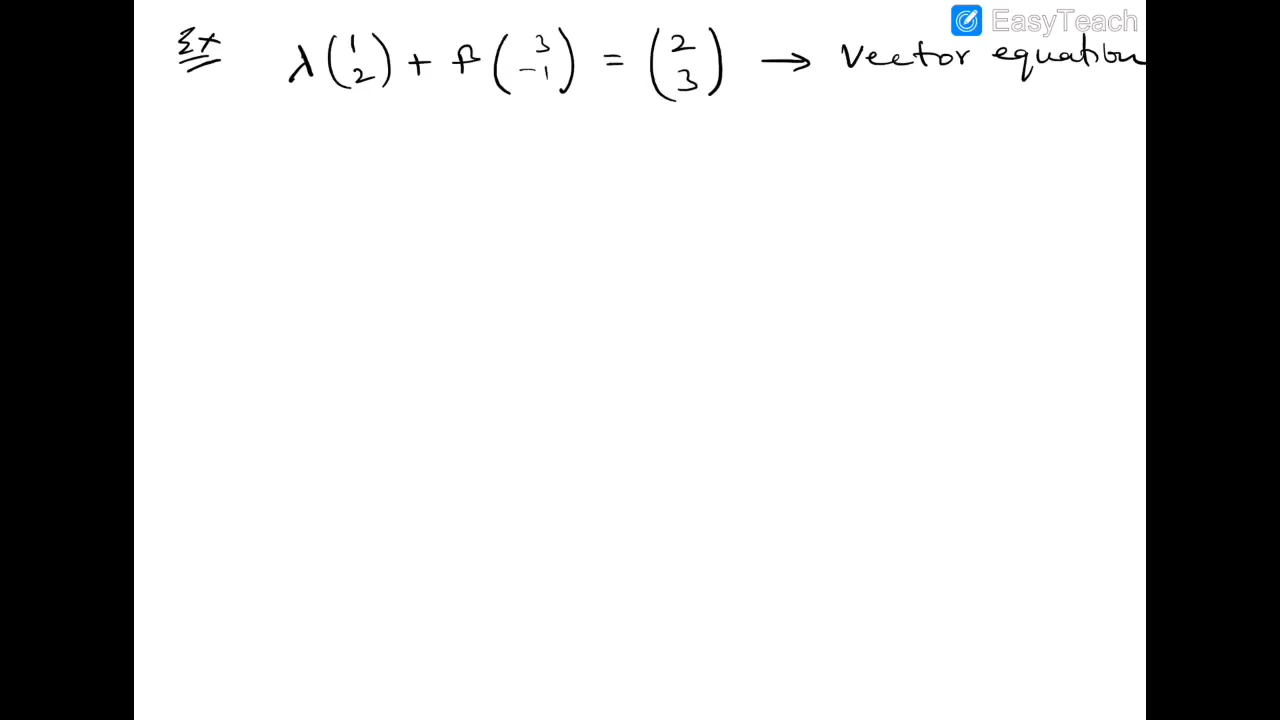 EasyTeach
Ex λ(1 2) + β(3 -1) = (2 3) → Vector equation